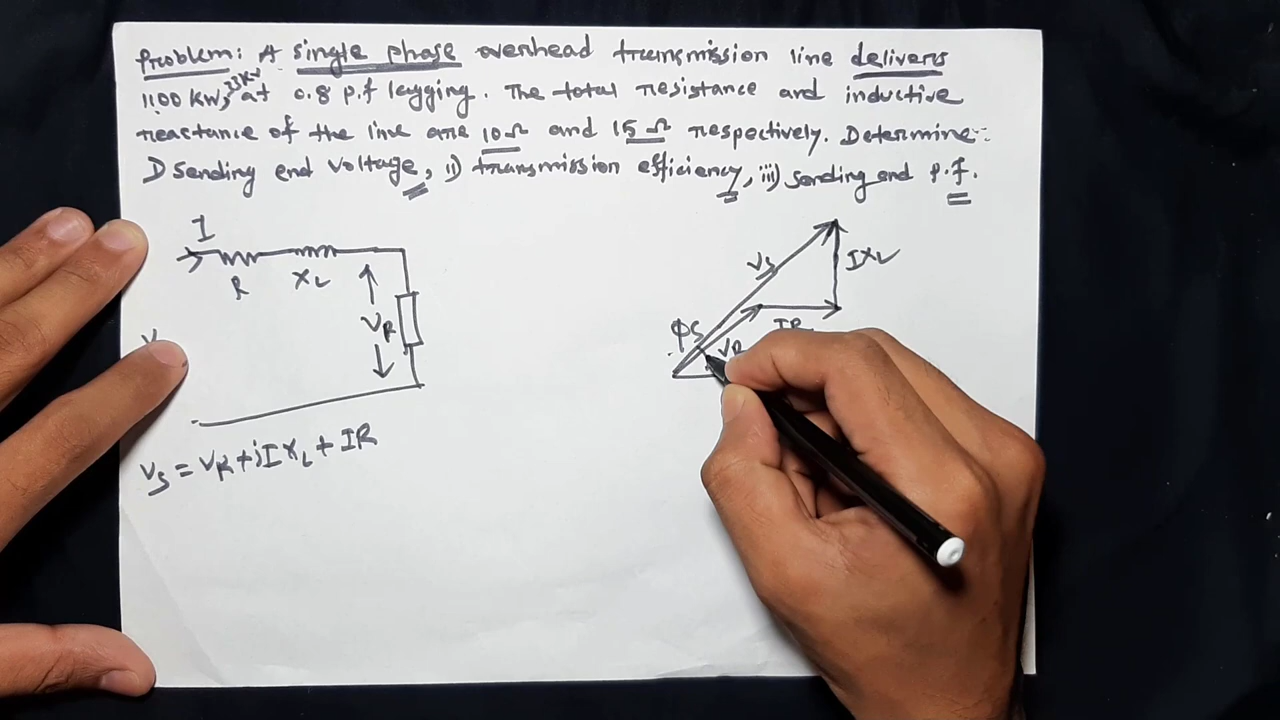 Problem: A single phase overhead transmission line delivers
1100 KW, 33KV at 0.8 p.f lagging. The total resistance and inductive
reactance of the line are 10Ω and 15Ω respectively. Determine:
I) Sending end voltage, ii) transmission efficiency, iii) sending end p.f.
I
R
XL
VR
VS = VR + jIXL + IR
VS
IXL
ΦS
VR
IR